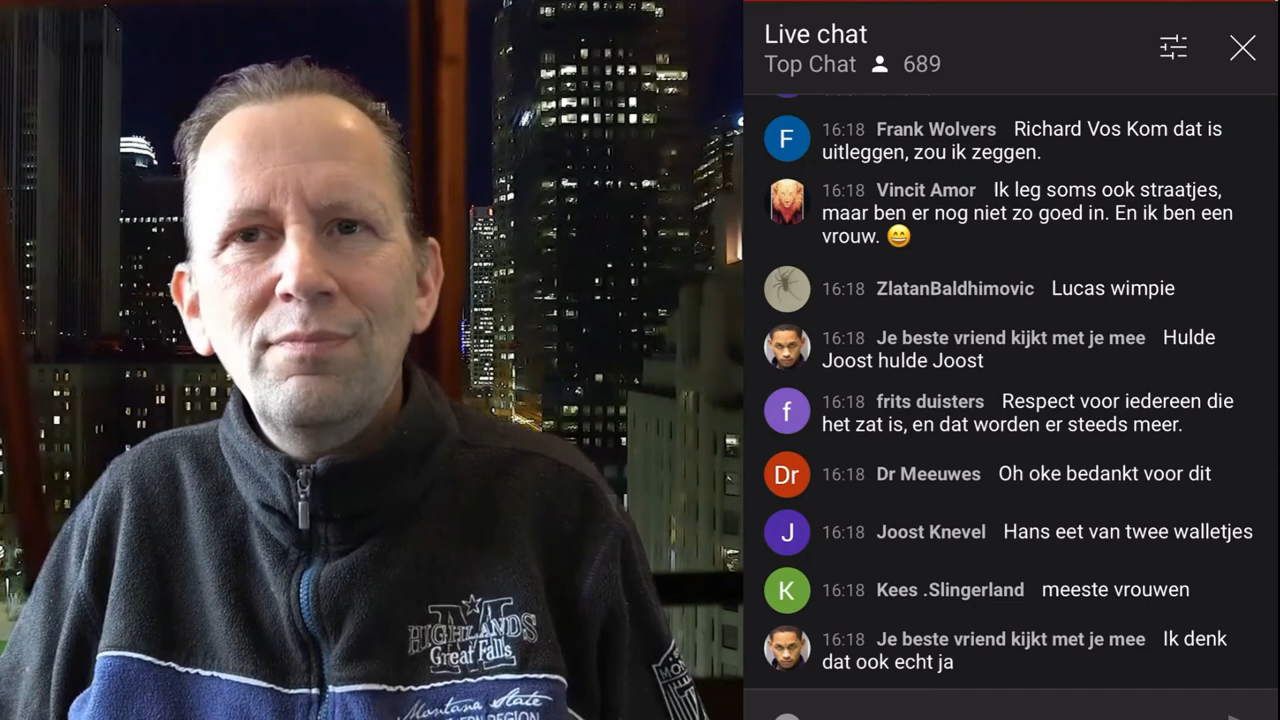 Live chat
Top Chat 689
F 16:18 Frank Wolvers Richard Vos Kom dat is
uitleggen, zou ik zeggen.
16:18 Vincit Amor Ik leg soms ook straatjes,
maar ben er nog niet zo goed in. En ik ben een
vrouw. 😄
16:18 ZlatanBaldhimovic Lucas wimpie
16:18 Je beste vriend kijkt met je mee Hulde
Joost hulde Joost
f 16:18 frits duisters Respect voor iedereen die
het zat is, en dat worden er steeds meer.
Dr 16:18 Dr Meeuwes Oh oke bedankt voor dit
J 16:18 Joost Knevel Hans eet van twee walletjes
K 16:18 Kees .Slingerland meeste vrouwen
16:18 Je beste vriend kijkt met je mee Ik denk
dat ook echt ja
M
HIGHLANDS
Great Falls
Montana State
REGION